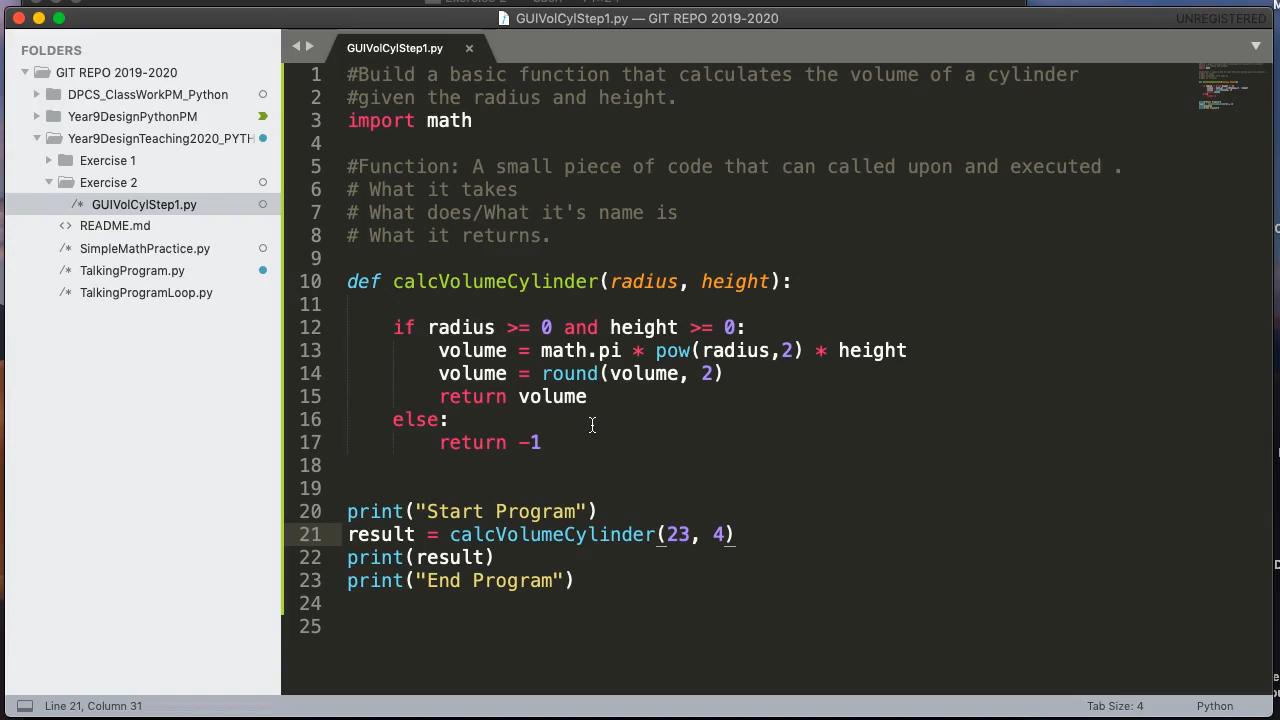 GUIVolCylStep1.py — GIT REPO 2019-2020
UNREGISTERED
FOLDERS
GIT REPO 2019-2020
DPCS_ClassWorkPM_Python
Year9DesignPythonPM
Year9DesignTeaching2020_PYTH
Exercise 1
Exercise 2
/* GUIVolCylStep1.py
<> README.md
/* SimpleMathPractice.py
/* TalkingProgram.py
/* TalkingProgramLoop.py
GUIVolCylStep1.py ×
1 #Build a basic function that calculates the volume of a cylinder
2 #given the radius and height.
3 import math
4
5 #Function: A small piece of code that can called upon and executed .
6 # What it takes
7 # What does/What it's name is
8 # What it returns.
9
10 def calcVolumeCylinder(radius, height):
11
12     if radius >= 0 and height >= 0:
13         volume = math.pi * pow(radius,2) * height
14         volume = round(volume, 2)
15         return volume
16     else:
17         return -1
18
19
20 print("Start Program")
21 result = calcVolumeCylinder(23, 4)
22 print(result)
23 print("End Program")
24
25
Line 21, Column 31
Tab Size: 4
Python